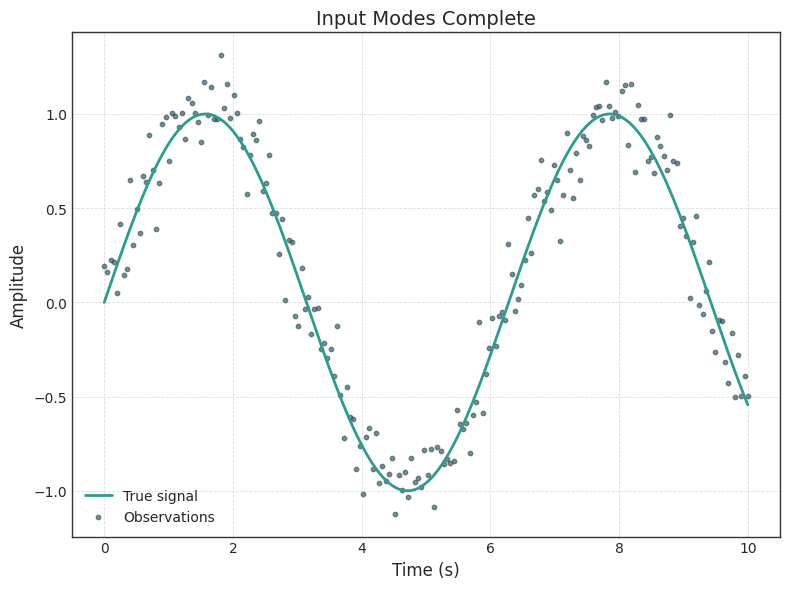 Input Modes Complete
Amplitude
1.0
0.5
0.0
−0.5
−1.0
True signal
Observations
0 2 4 6 8 10
Time (s)